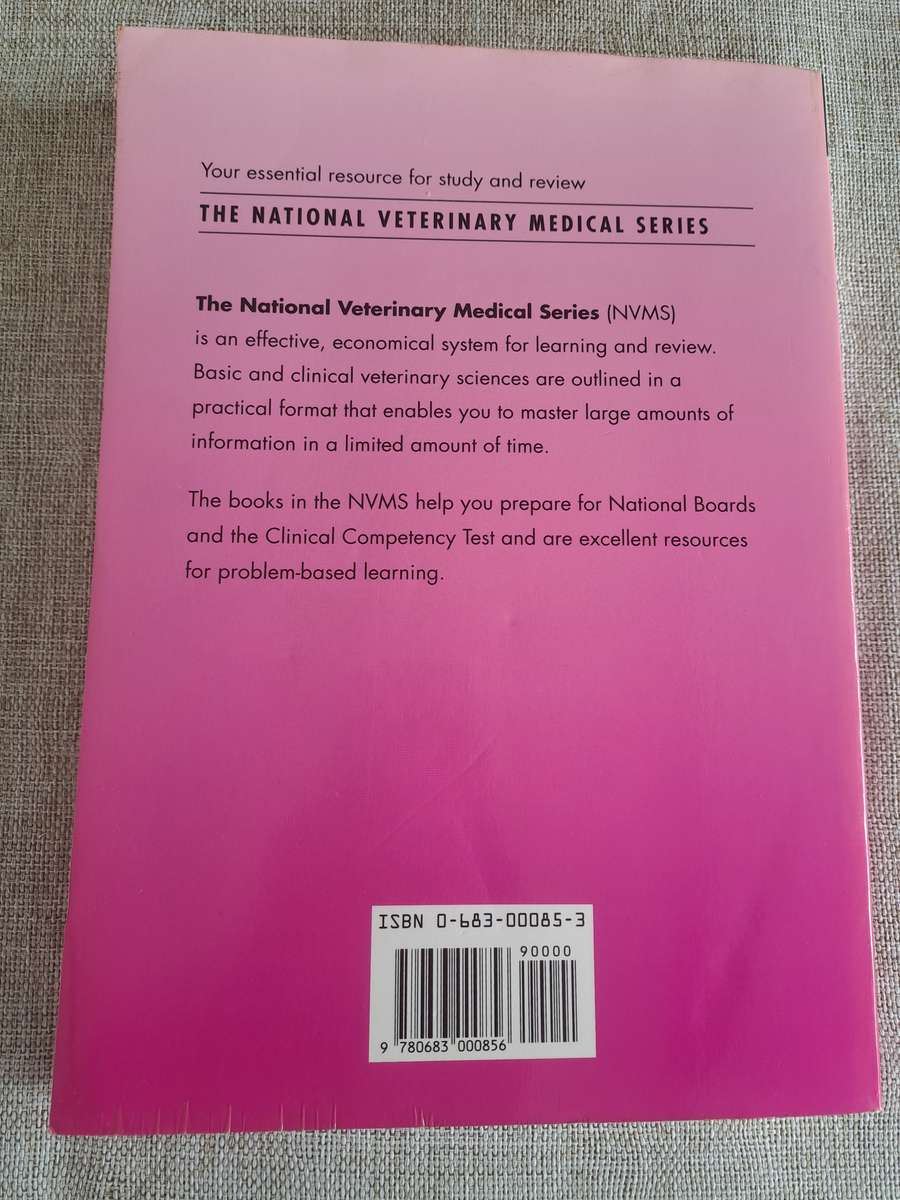 Your essential resource for study and review
THE NATIONAL VETERINARY MEDICAL SERIES
The National Veterinary Medical Series (NVMS)
is an effective, economical system for learning and review.
Basic and clinical veterinary sciences are outlined in a
practical format that enables you to master large amounts of
information in a limited amount of time.
The books in the NVMS help you prepare for National Boards
and the Clinical Competency Test and are excellent resources
for problem-based learning.
ISBN 0-683-00085-3
90000
9 780683 000856